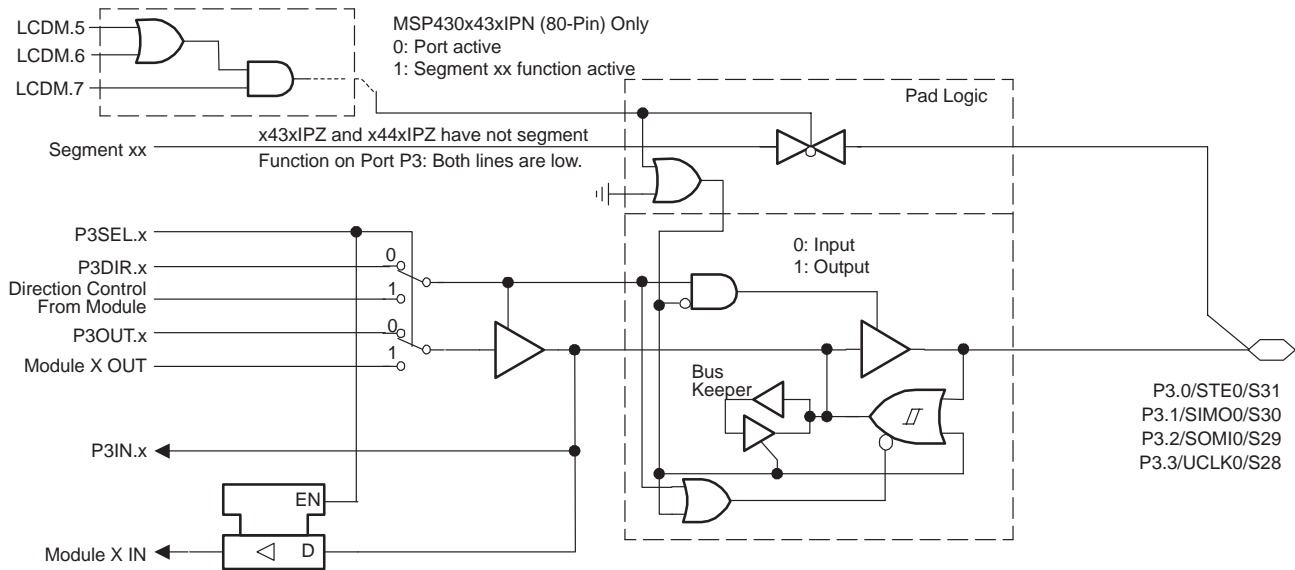 LCDM.5
LCDM.6
LCDM.7
MSP430x43xIPN (80-Pin) Only
0: Port active
1: Segment xx function active
Pad Logic
x43xIPZ and x44xIPZ have not segment
Function on Port P3: Both lines are low.
Segment xx
P3SEL.x
P3DIR.x
0
Direction Control
From Module
1
P3OUT.x
0
Module X OUT
1
0: Input
1: Output
Bus
Keeper
P3.0/STE0/S31
P3.1/SIMO0/S30
P3.2/SOMI0/S29
P3.3/UCLK0/S28
P3IN.x
EN
Module X IN
D